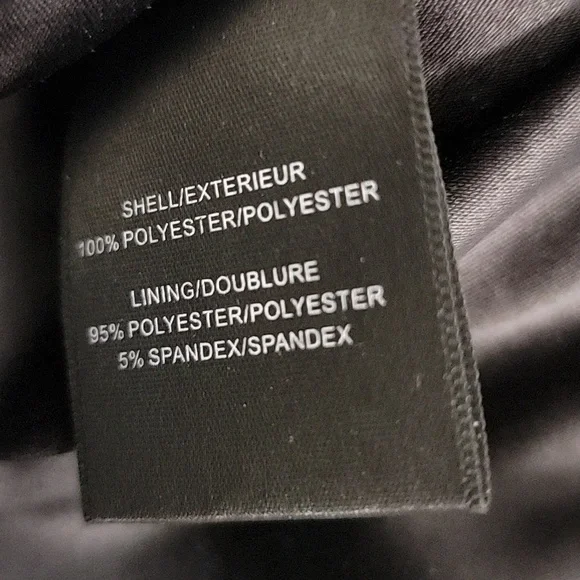 SHELL/EXTERIEUR
100% POLYESTER/POLYESTER
LINING/DOUBLURE
95% POLYESTER/POLYESTER
5% SPANDEX/SPANDEX